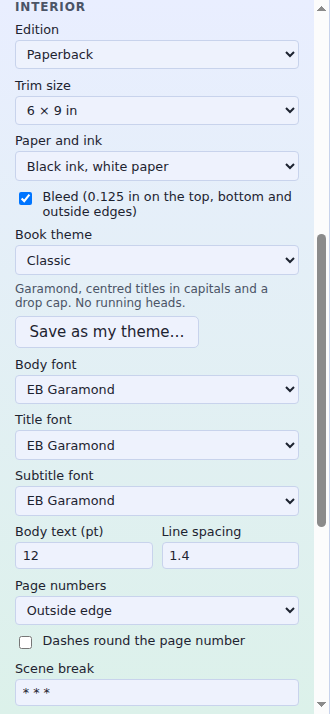 INTERIOR
Edition
Paperback
Trim size
6 × 9 in
Paper and ink
Black ink, white paper
Bleed (0.125 in on the top, bottom and
outside edges)
Book theme
Classic
Garamond, centred titles in capitals and a
drop cap. No running heads.
Save as my theme...
Body font
EB Garamond
Title font
EB Garamond
Subtitle font
EB Garamond
Body text (pt) Line spacing
12 1.4
Page numbers
Outside edge
Dashes round the page number
Scene break
* * *